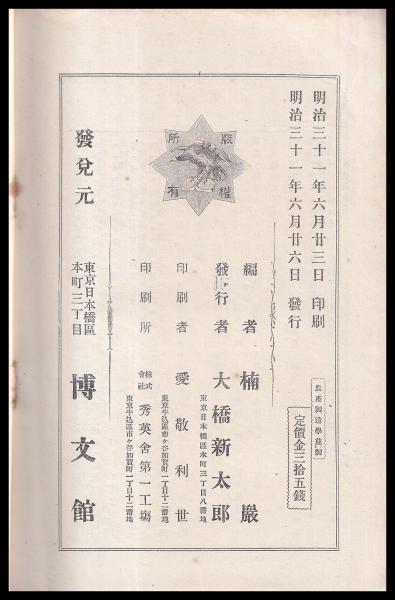 明治三十一年六月廿三日印刷
明治三十一年六月廿六日發行
農產製造學
定價金三拾五錢
版權所有
編者 楠巖
發行者 大橋新太郎
東京日本橋區本町三丁目八番地
印刷者 愛敬利世
東京牛込區市ケ谷加賀町一丁目十二番地
印刷所 株式會社 秀英舍第一工場
東京牛込區市ケ谷加賀町一丁目十二番地
發兌元
東京日本橋區
本町三丁目
博文館